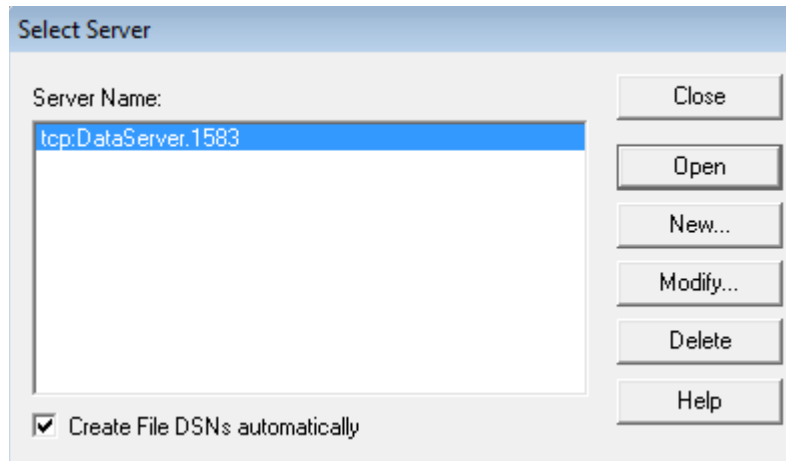 Select Server
Server Name:
tcp:DataServer.1583
Close
Open
New...
Modify...
Delete
Help
Create File DSNs automatically